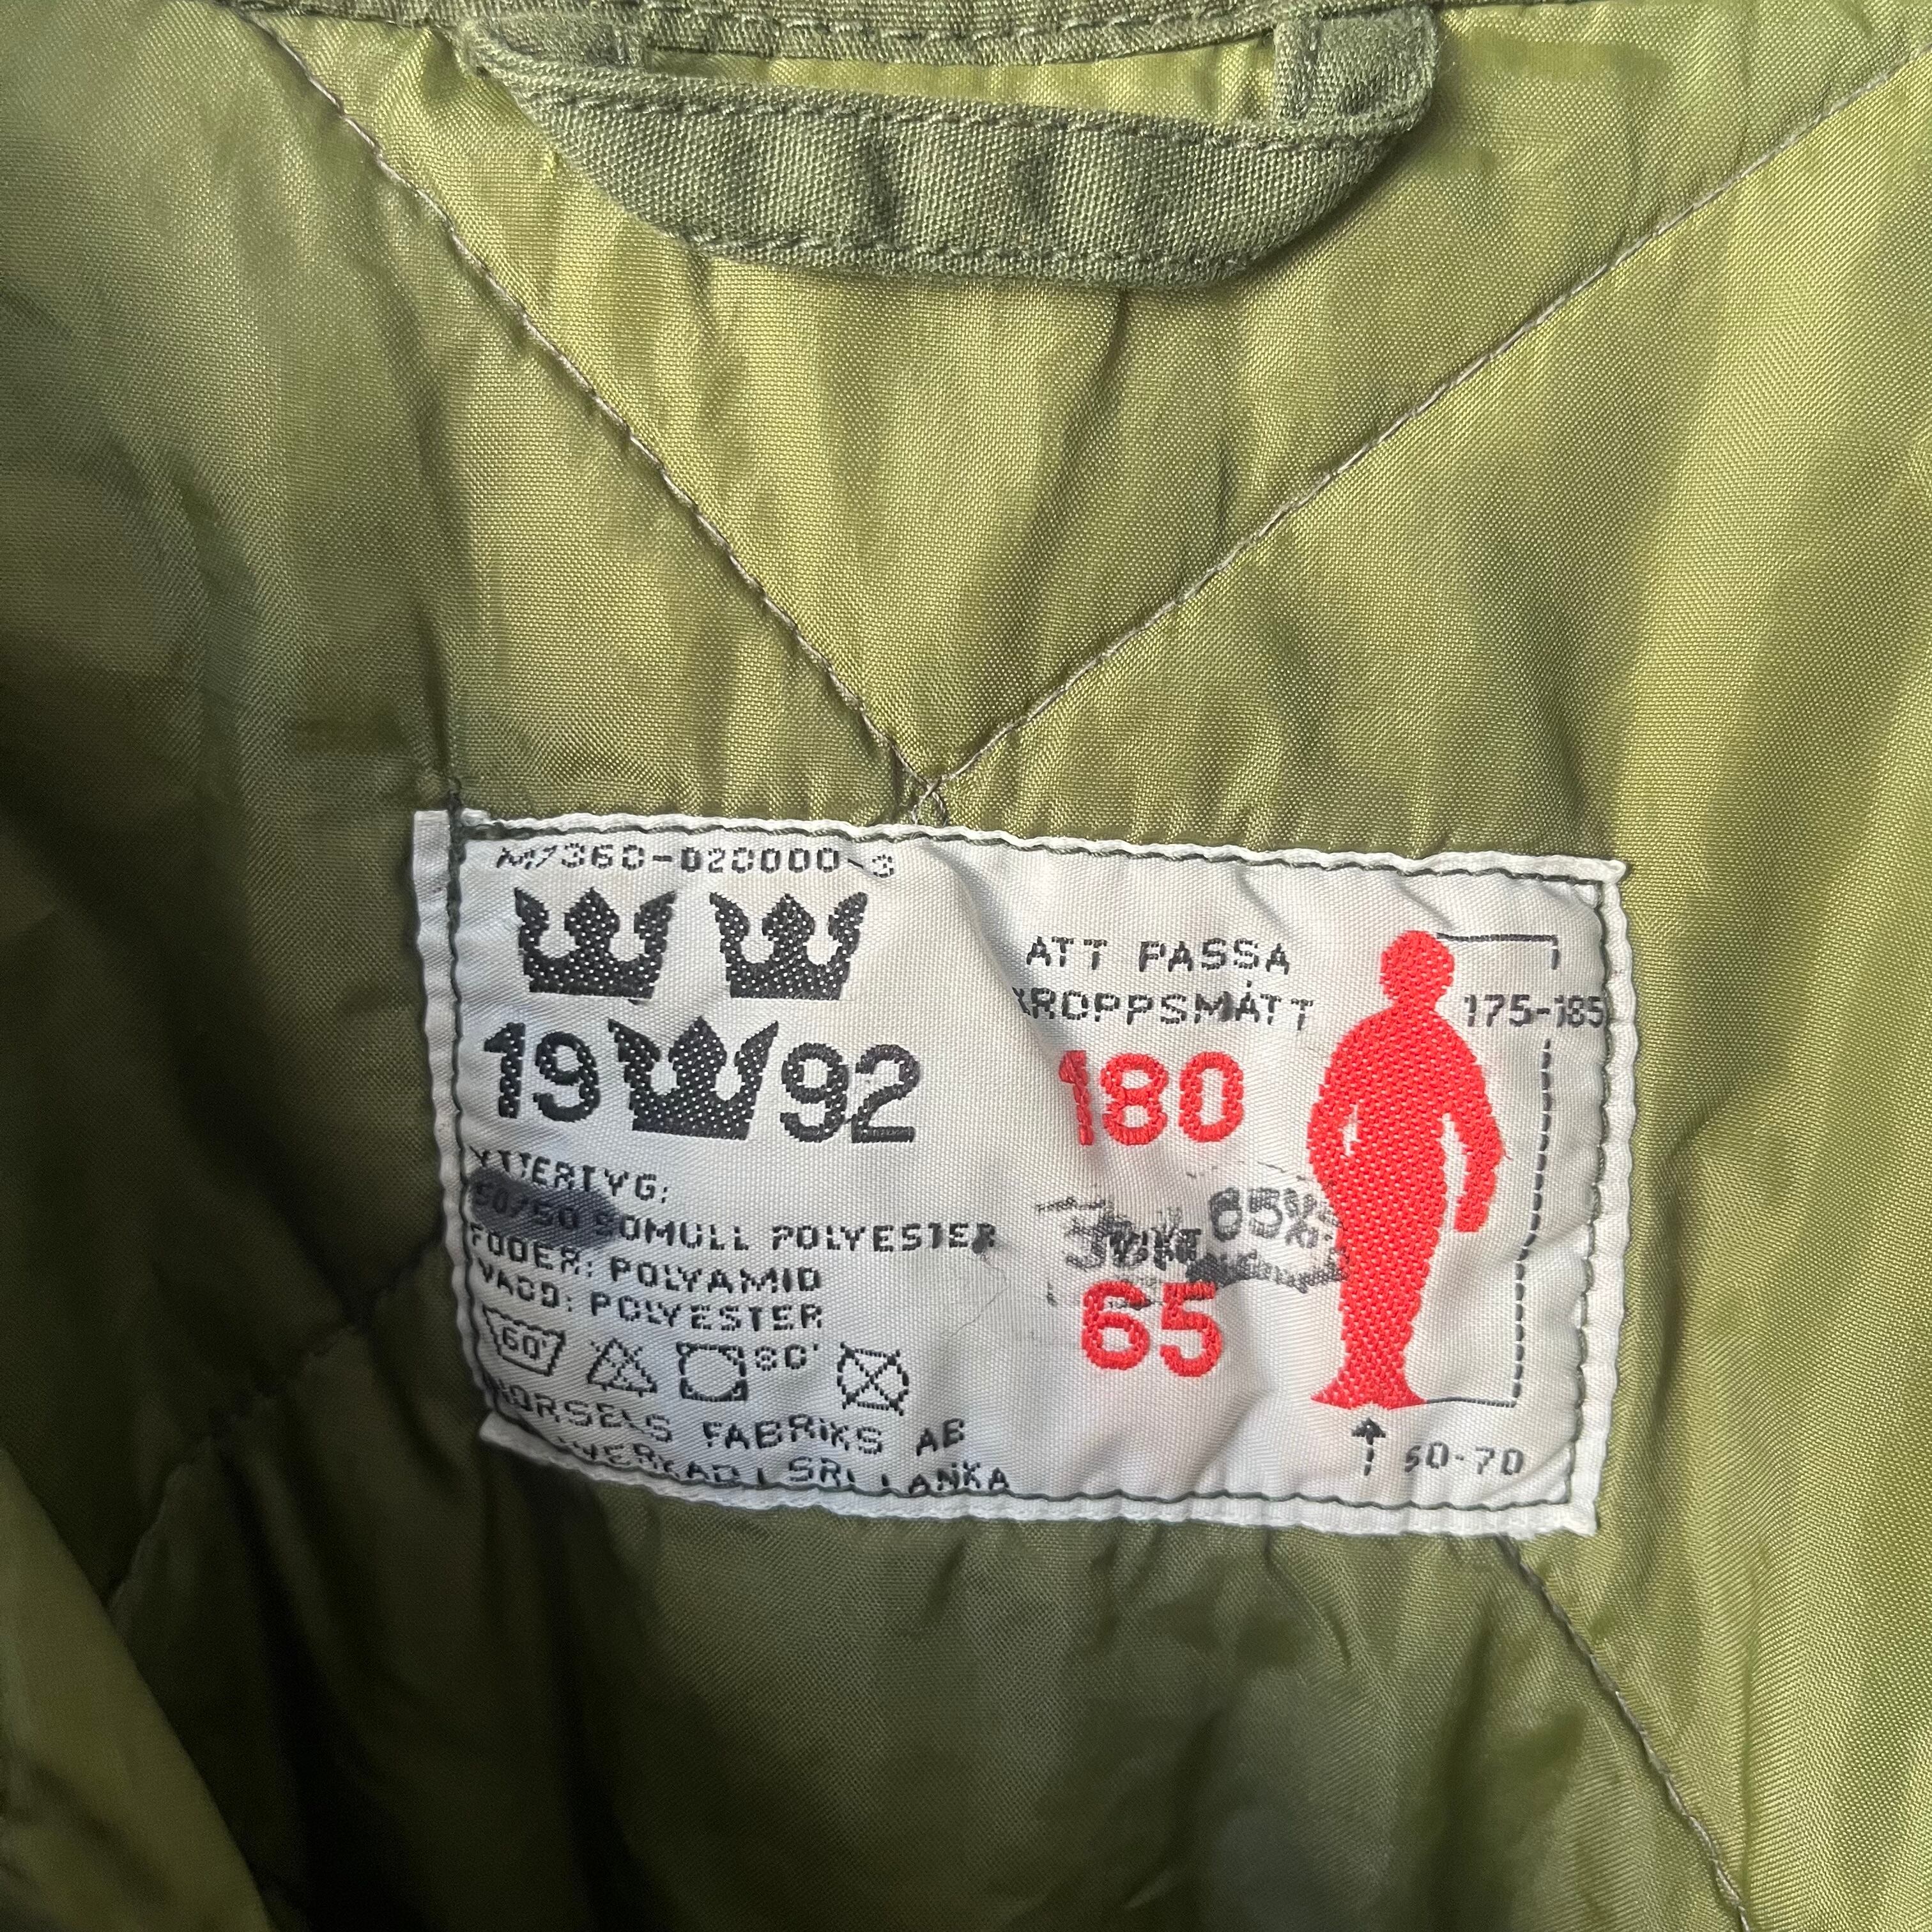 M7360-020000-3
19 92
YTTERTYG:
50/50 BOMULL POLYESTER
FODER: POLYAMID
VADD: POLYESTER
60° 80°
FABRIKS AB
SRI LANKA
ATT PASSA
KROPPSMÅTT
180
65%
65
175-185
60-70